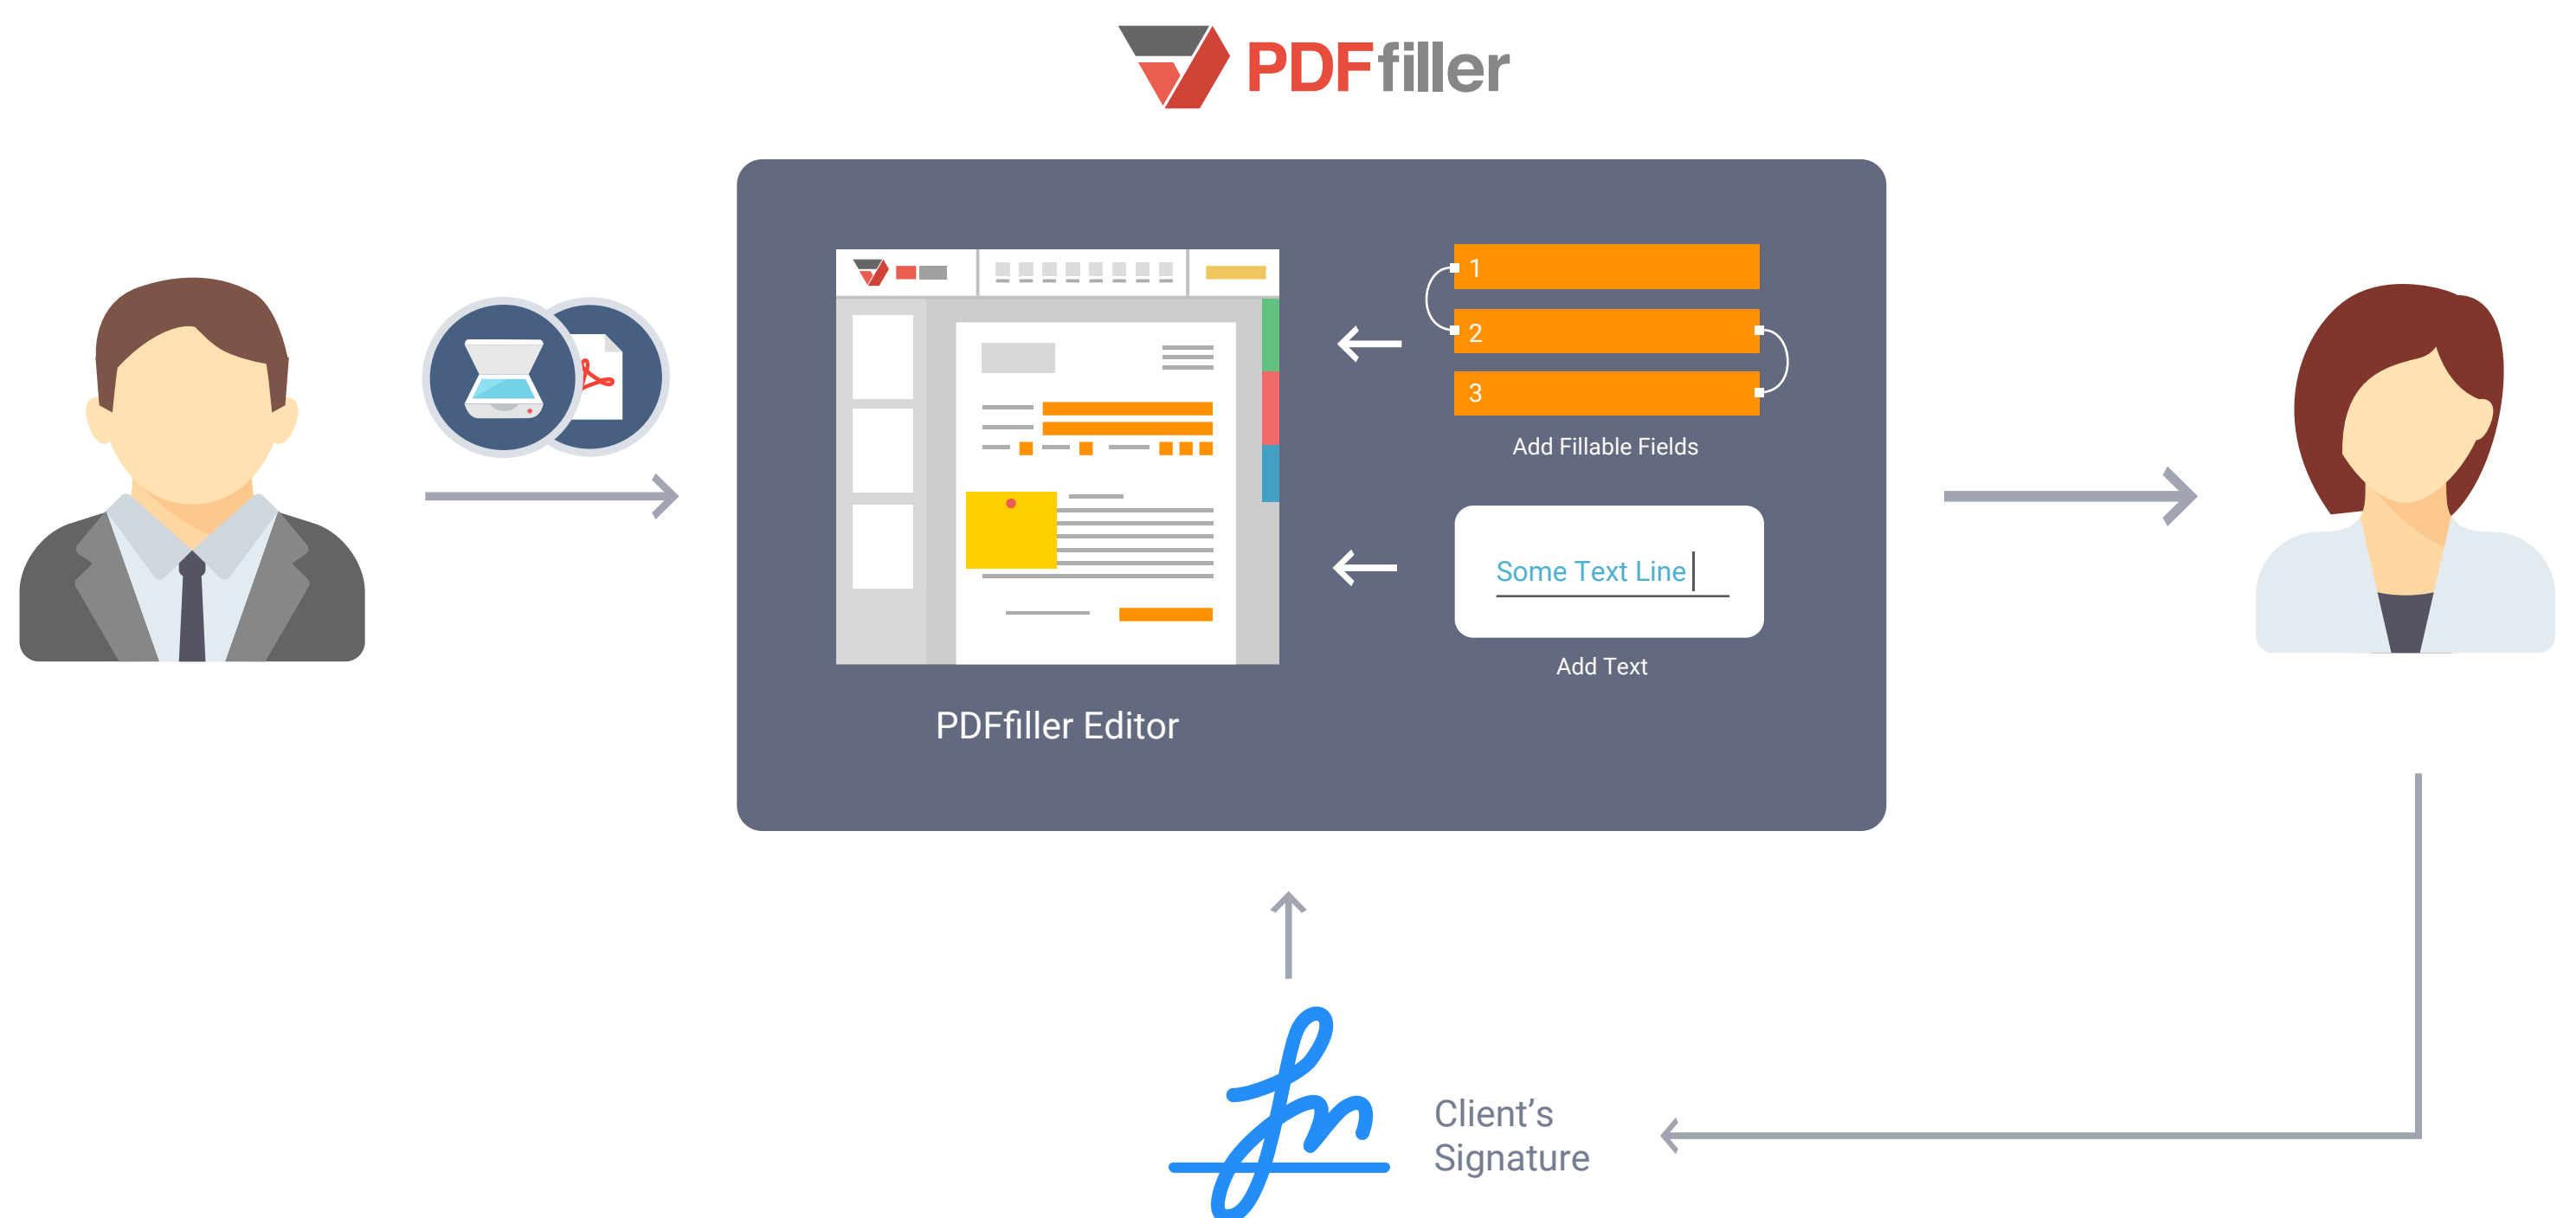 PDFfiller
1
2
3
Add Fillable Fields
Some Text Line
Add Text
PDFfiller Editor
Client’s
Signature